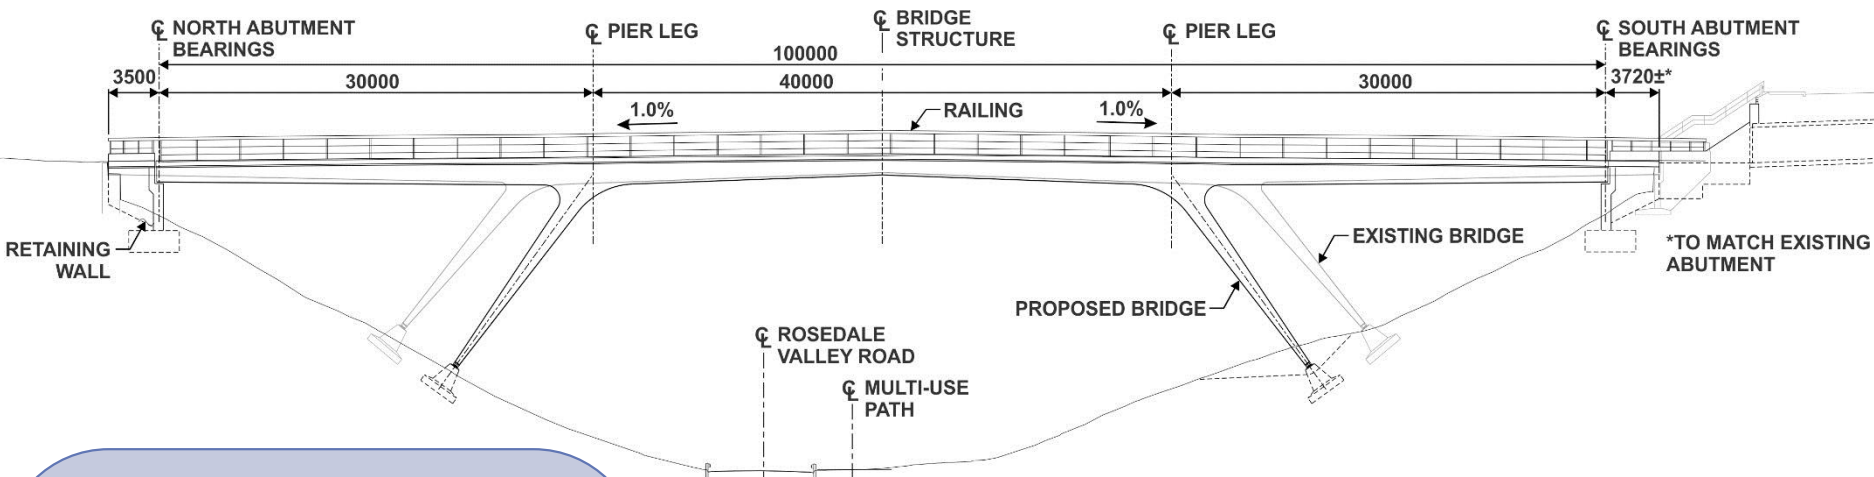 ℄ NORTH ABUTMENT
BEARINGS
℄ PIER LEG
℄ BRIDGE
STRUCTURE
℄ PIER LEG
℄ SOUTH ABUTMENT
BEARINGS
100000
3500
30000
40000
30000
3720±*
1.0%
RAILING
1.0%
RETAINING
WALL
EXISTING BRIDGE
*TO MATCH EXISTING
ABUTMENT
PROPOSED BRIDGE
℄ ROSEDALE
VALLEY ROAD
℄ MULTI-USE
PATH